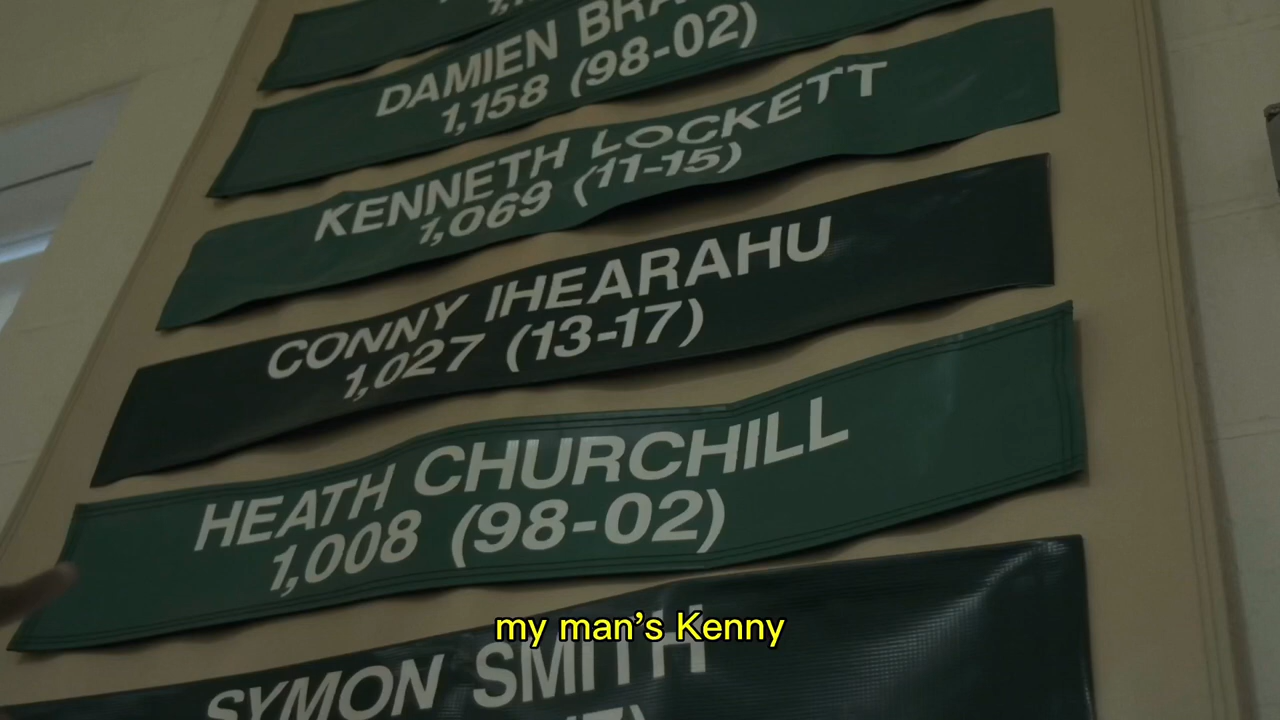 DAMIEN
1,158 (98-02)
KENNETH LOCKETT
1,069 (11-15)
CONNY IHEARAHU
1,027 (13-17)
HEATH CHURCHILL
1,008 (98-02)
my man's Kenny
SYMON SMITH